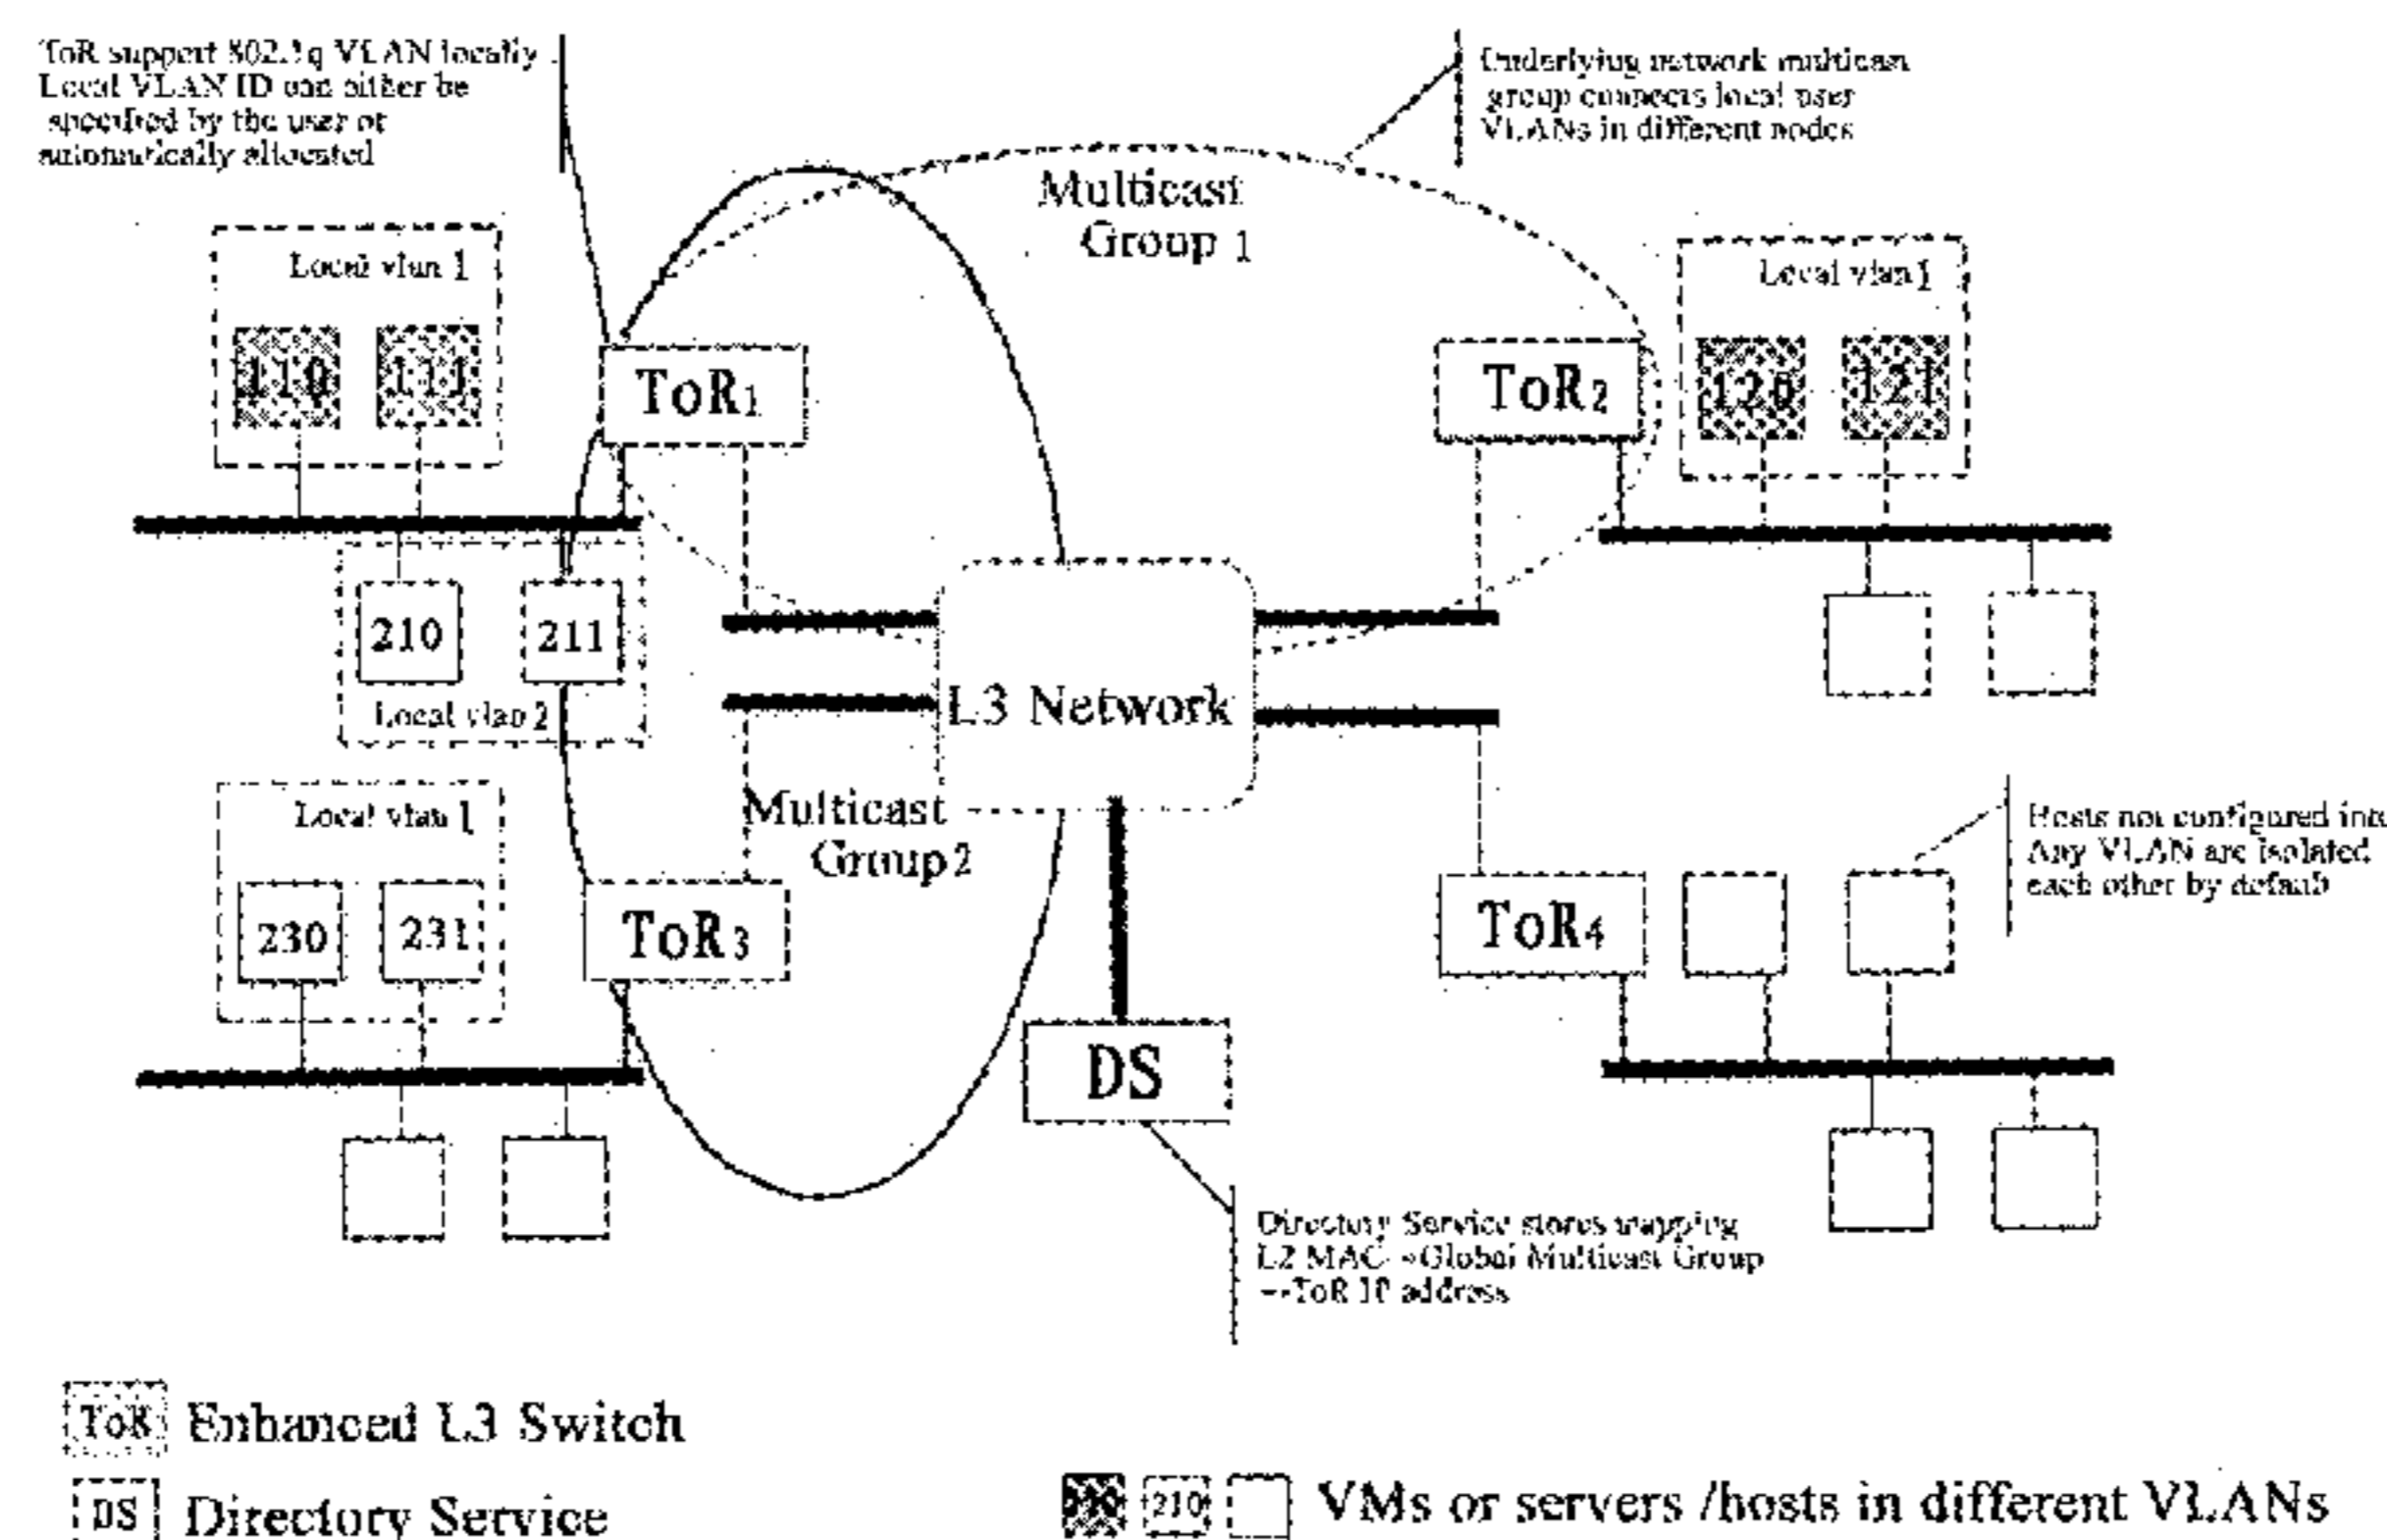 ToR support 802.1q VLAN locally
Local VLAN ID can either be
specified by the user or
automatically allocated
Underlying network multicast
group connects local user
VLANs in different nodes
Multicast
Group 1
Local vlan 1
110 111
ToR1
ToR2
Local vlan 1
120 121
210 211
Local vlan 2
L3 Network
Local vlan 1
230 231
Multicast
Group 2
ToR3
ToR4
Hosts not configured into
Any VLAN are isolated
each other by default
DS
Directory Service stores mapping
L2 MAC Global Multicast Group
ToR IP address
ToR Enhanced L3 Switch
DS Directory Service
210 VMs or servers /hosts in different VLANs